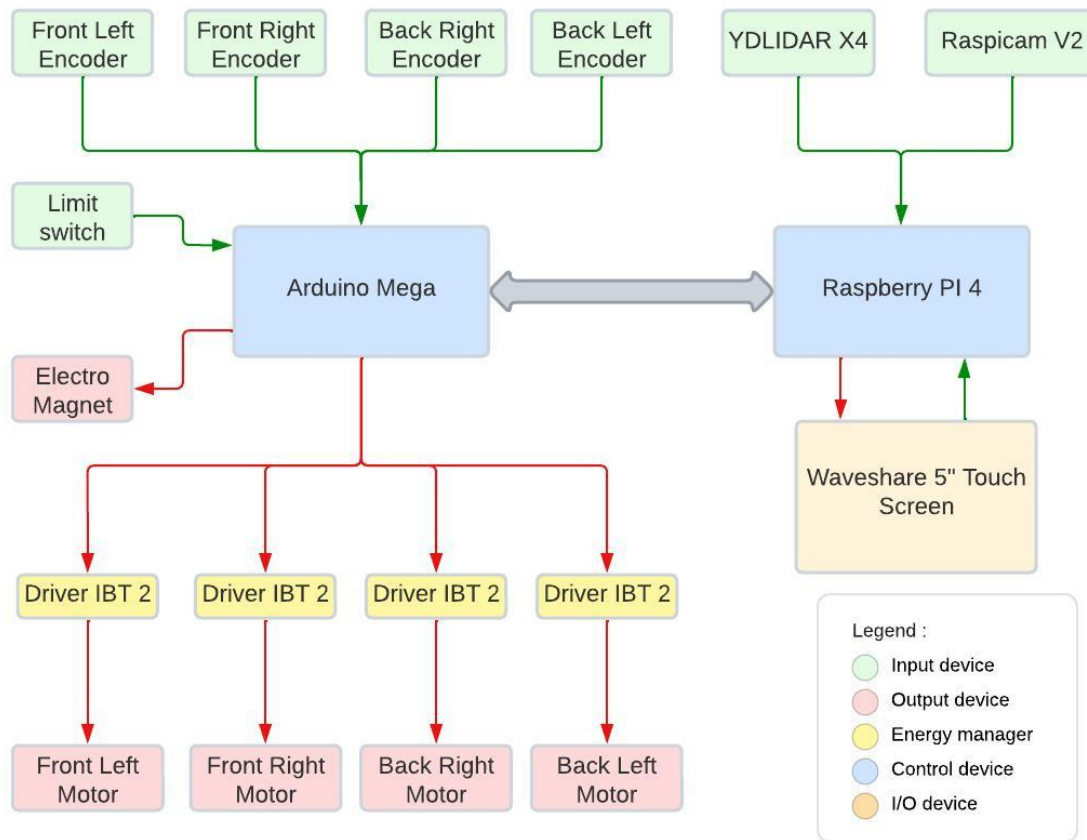 Front Left
Encoder
Front Right
Encoder
Back Right
Encoder
Back Left
Encoder
YDLIDAR X4
Raspicam V2
Limit
switch
Arduino Mega
Raspberry PI 4
Electro
Magnet
Waveshare 5" Touch
Screen
Driver IBT 2
Driver IBT 2
Driver IBT 2
Driver IBT 2
Front Left
Motor
Front Right
Motor
Back Right
Motor
Back Left
Motor
Legend :
Input device
Output device
Energy manager
Control device
I/O device